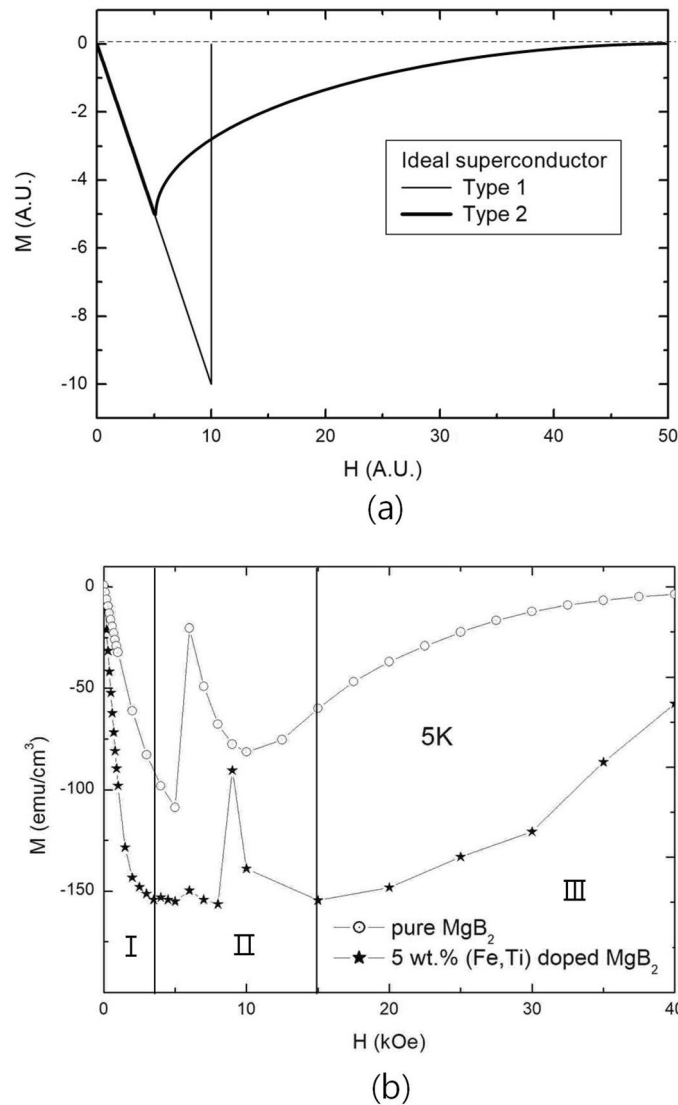 0
-2
-4
-6
-8
-10
M (A.U.)
Ideal superconductor
Type 1
Type 2
0 10 20 30 40 50
H (A.U.)
(a)
0
-50
-100
-150
M (emu/cm³)
5K
I II III
pure MgB₂
5 wt.% (Fe,Ti) doped MgB₂
0 10 20 30 40
H (kOe)
(b)